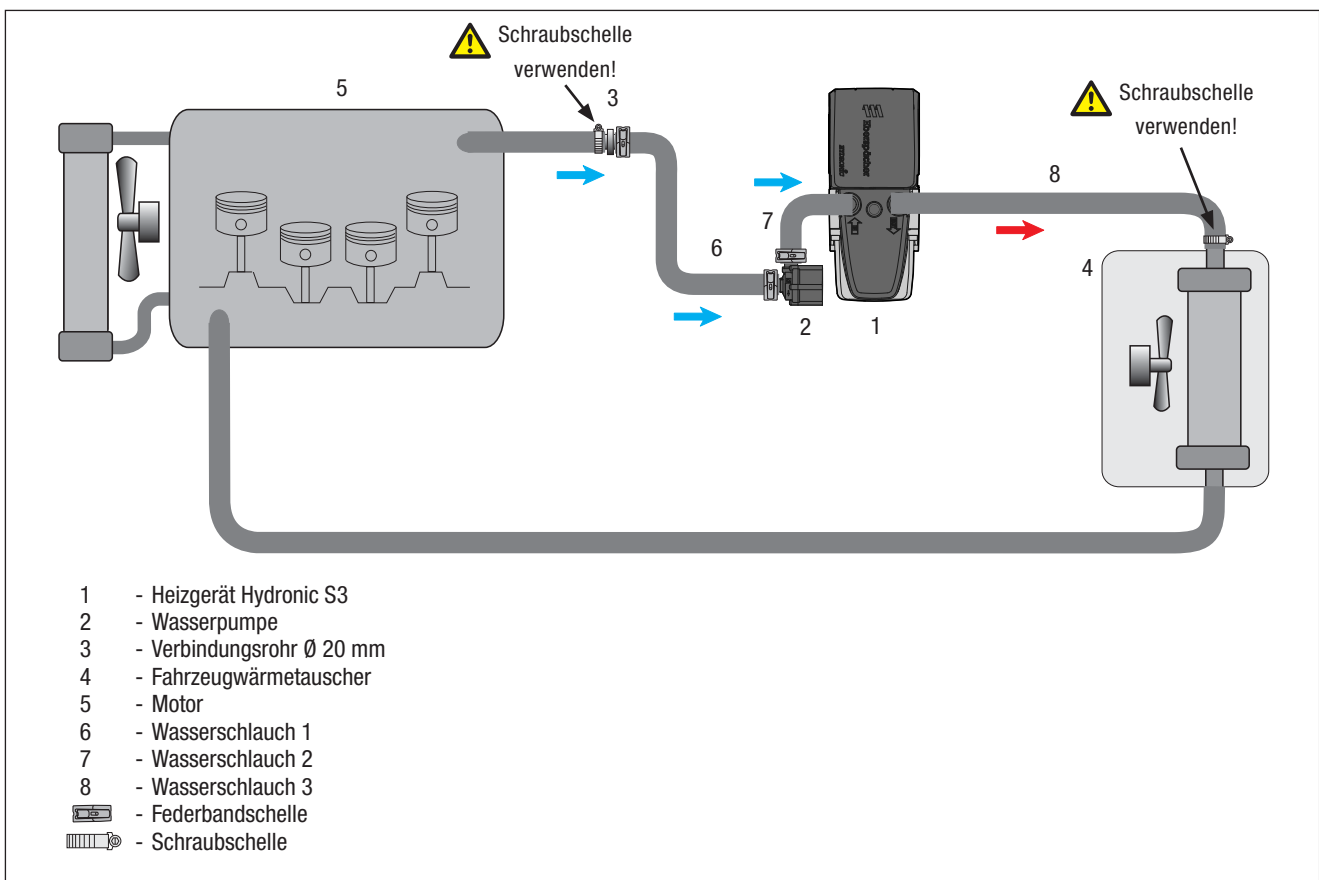 Schraubschelle
verwenden!
3
5
Schraubschelle
verwenden!
8
7
6
4
2
1
Eberspächer
1 - Heizgerät Hydronic S3
2 - Wasserpumpe
3 - Verbindungsrohr Ø 20 mm
4 - Fahrzeugwärmetauscher
5 - Motor
6 - Wasserschlauch 1
7 - Wasserschlauch 2
8 - Wasserschlauch 3
- Federbandschelle
- Schraubschelle